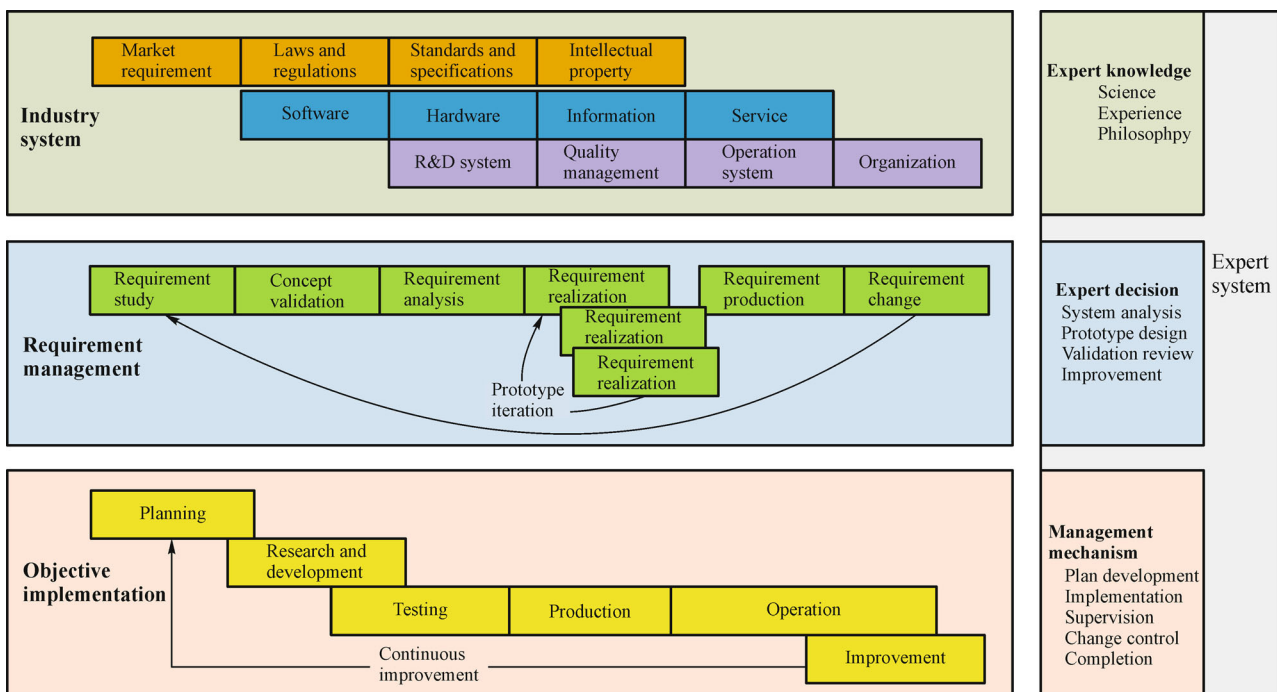 Industry
system
Market
requirement
Laws and
regulations
Standards and
specifications
Intellectual
property
Software
Hardware
Information
Service
R&D system
Quality
management
Operation
system
Organization
Expert knowledge
Science
Experience
Philosophpy
Requirement
management
Requirement
study
Concept
validation
Requirement
analysis
Requirement
realization
Requirement
realization
Requirement
realization
Requirement
production
Requirement
change
Prototype
iteration
Expert decision
System analysis
Prototype design
Validation review
Improvement
Expert
system
Objective
implementation
Planning
Research and
development
Testing
Production
Operation
Improvement
Continuous
improvement
Management
mechanism
Plan development
Implementation
Supervision
Change control
Completion